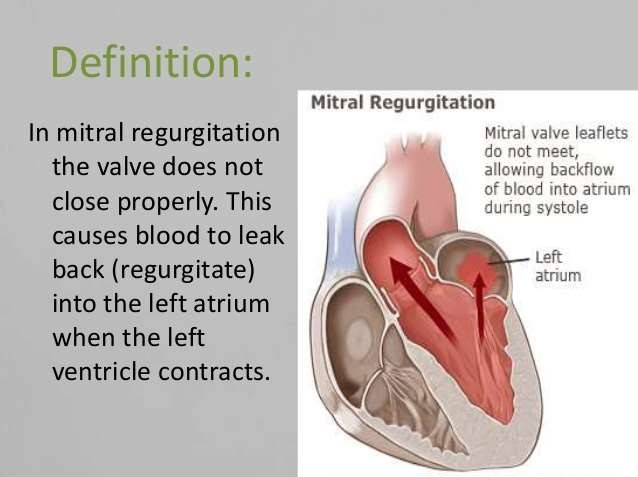 Definition:
In mitral regurgitation
the valve does not
close properly. This
causes blood to leak
back (regurgitate)
into the left atrium
when the left
ventricle contracts.
Mitral Regurgitation
Mitral valve leaflets
do not meet,
allowing backflow
of blood into atrium
during systole
Left
atrium